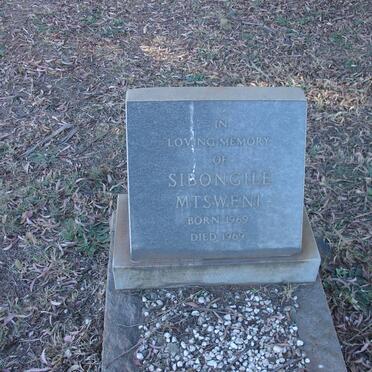 IN
LOVING MEMORY
OF
SIBONGILE
MTSWENI
BORN 1969
DIED 1969